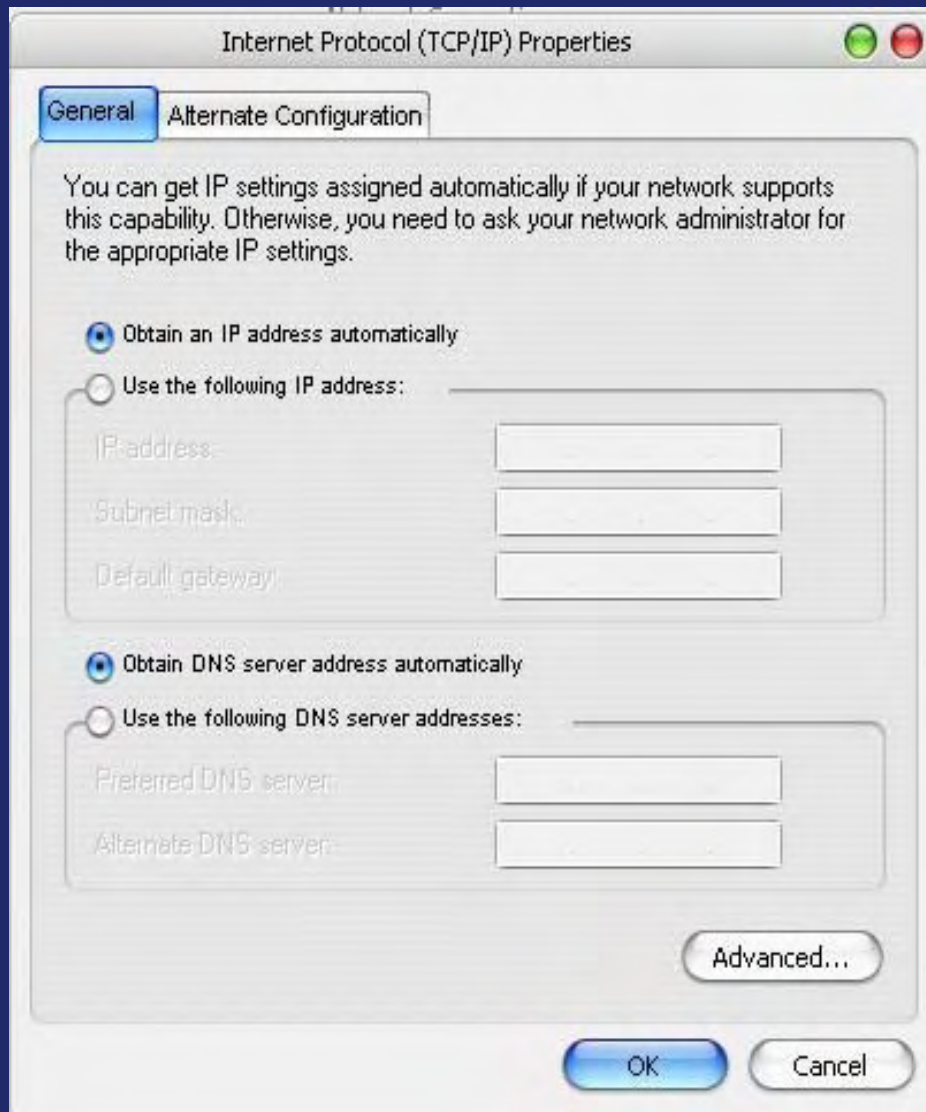 Internet Protocol (TCP/IP) Properties
General
Alternate Configuration
You can get IP settings assigned automatically if your network supports
this capability. Otherwise, you need to ask your network administrator for
the appropriate IP settings.
Obtain an IP address automatically
Use the following IP address:
IP address:
Subnet mask:
Default gateway:
Obtain DNS server address automatically
Use the following DNS server addresses:
Preferred DNS server:
Alternate DNS server:
Advanced...
OK
Cancel